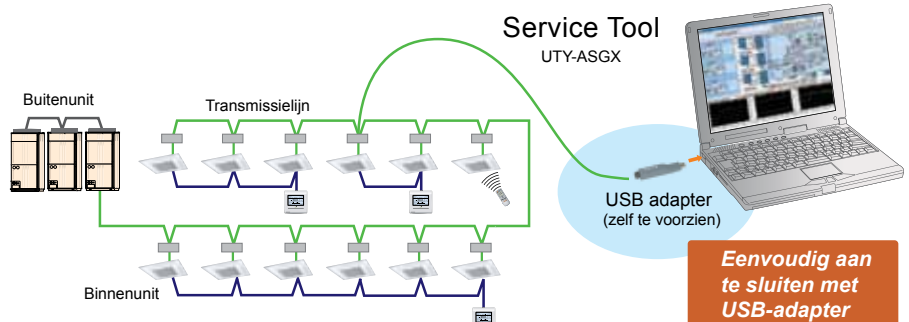 Service Tool
UTY-ASGX
Buitenunit
Transmissielijn
USB adapter
(zelf te voorzien)
Binnenunit
Eenvoudig aan
te sluiten met
USB-adapter